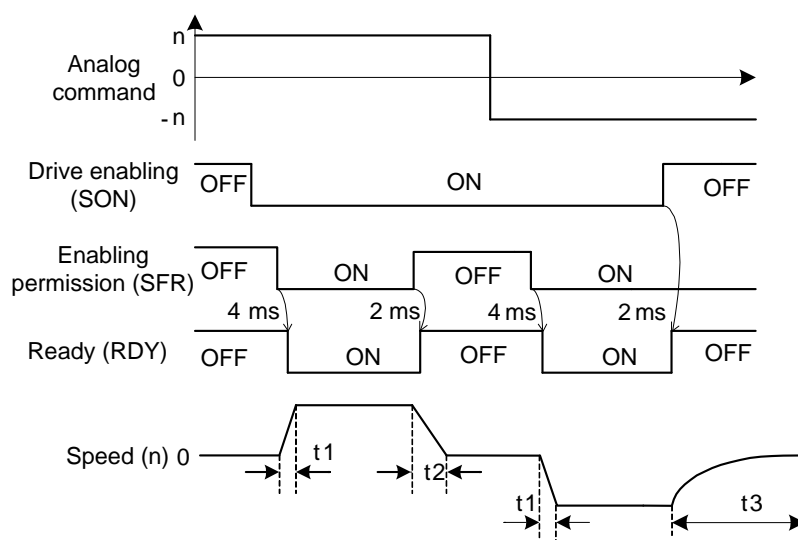 n
Analog
command
0
-n
Drive enabling
(SON)
OFF
ON
OFF
Enabling
permission (SFR)
OFF
ON
OFF
ON
4 ms
2 ms
4 ms
2 ms
Ready (RDY)
OFF
ON
OFF
ON
OFF
Speed (n) 0
t1
t2
t1
t3